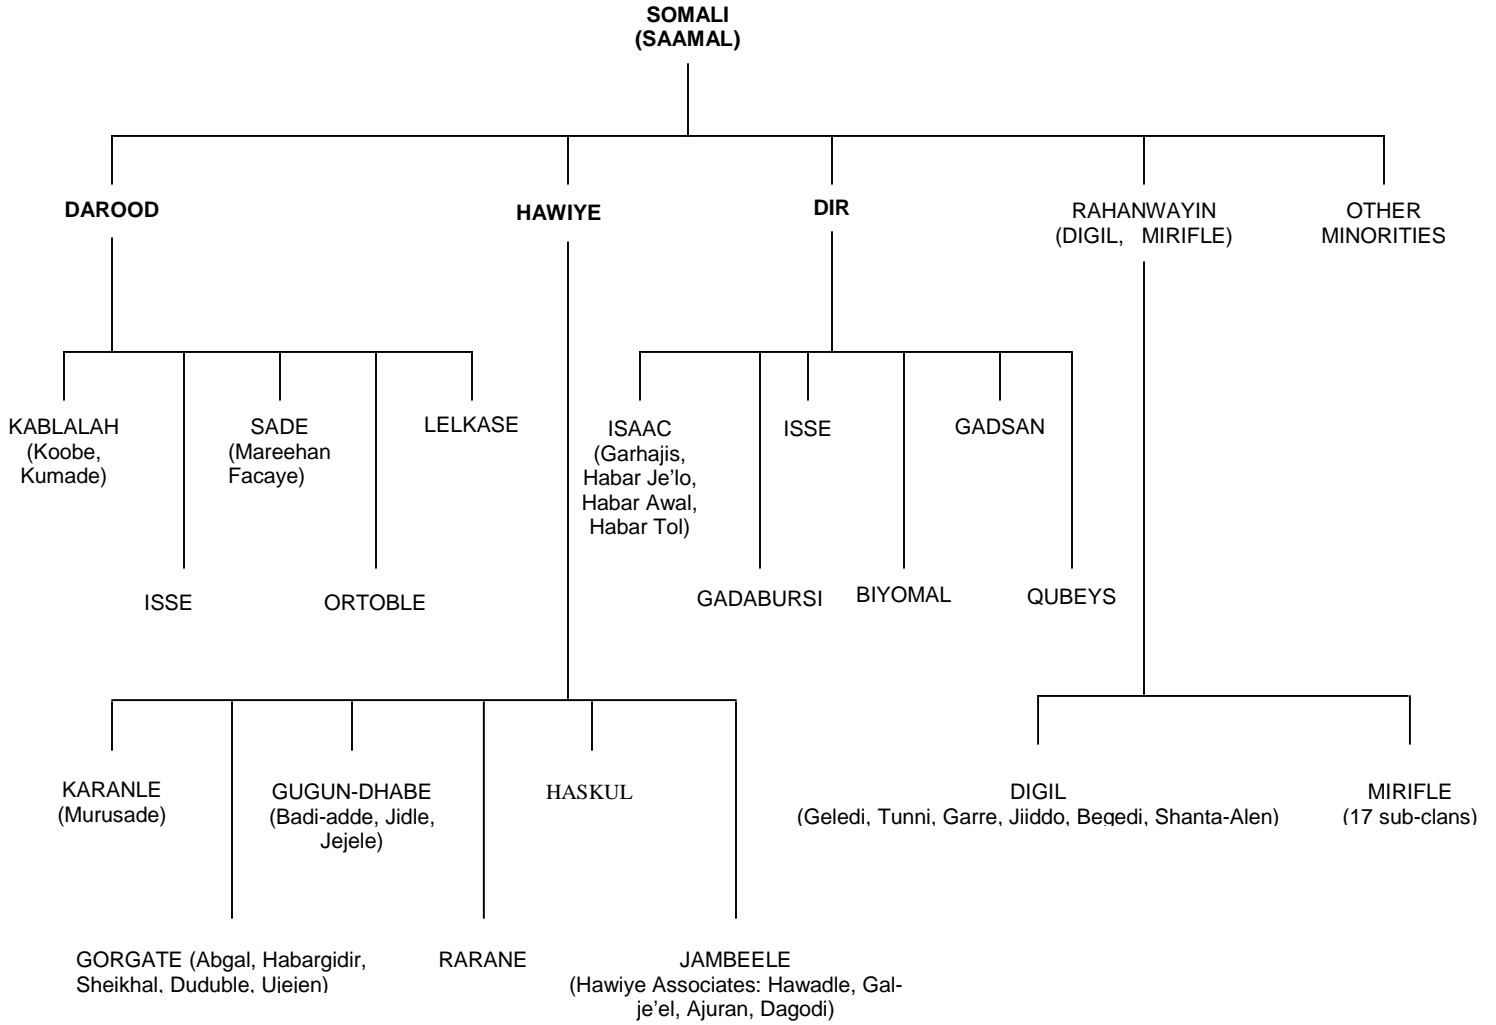 SOMALI
(SAAMAL)
DAROOD
HAWIYE
DIR
RAHANWAYIN
(DIGIL, MIRIFLE)
OTHER
MINORITIES
KABLALAH
(Koobe,
Kumade)
SADE
(Mareehan
Facaye)
LELKASE
ISAAC
(Garhajis,
Habar Je’lo,
Habar Awal,
Habar Tol)
ISSE
GADSAN
ISSE
ORTOBLE
GADABURSI
BIYOMAL
QUBEYS
KARANLE
(Murusade)
GUGUN-DHABE
(Badi-adde, Jidle,
Jejele)
HASKUL
DIGIL
(Geledi, Tunni, Garre, Jiiddo, Begedi, Shanta-Alen)
MIRIFLE
(17 sub-clans)
GORGATE (Abgal, Habargidir,
Sheikhal, Duduble, Ujejen)
RARANE
JAMBEELE
(Hawiye Associates: Hawadle, Gal-
je’el, Ajuran, Dagodi)